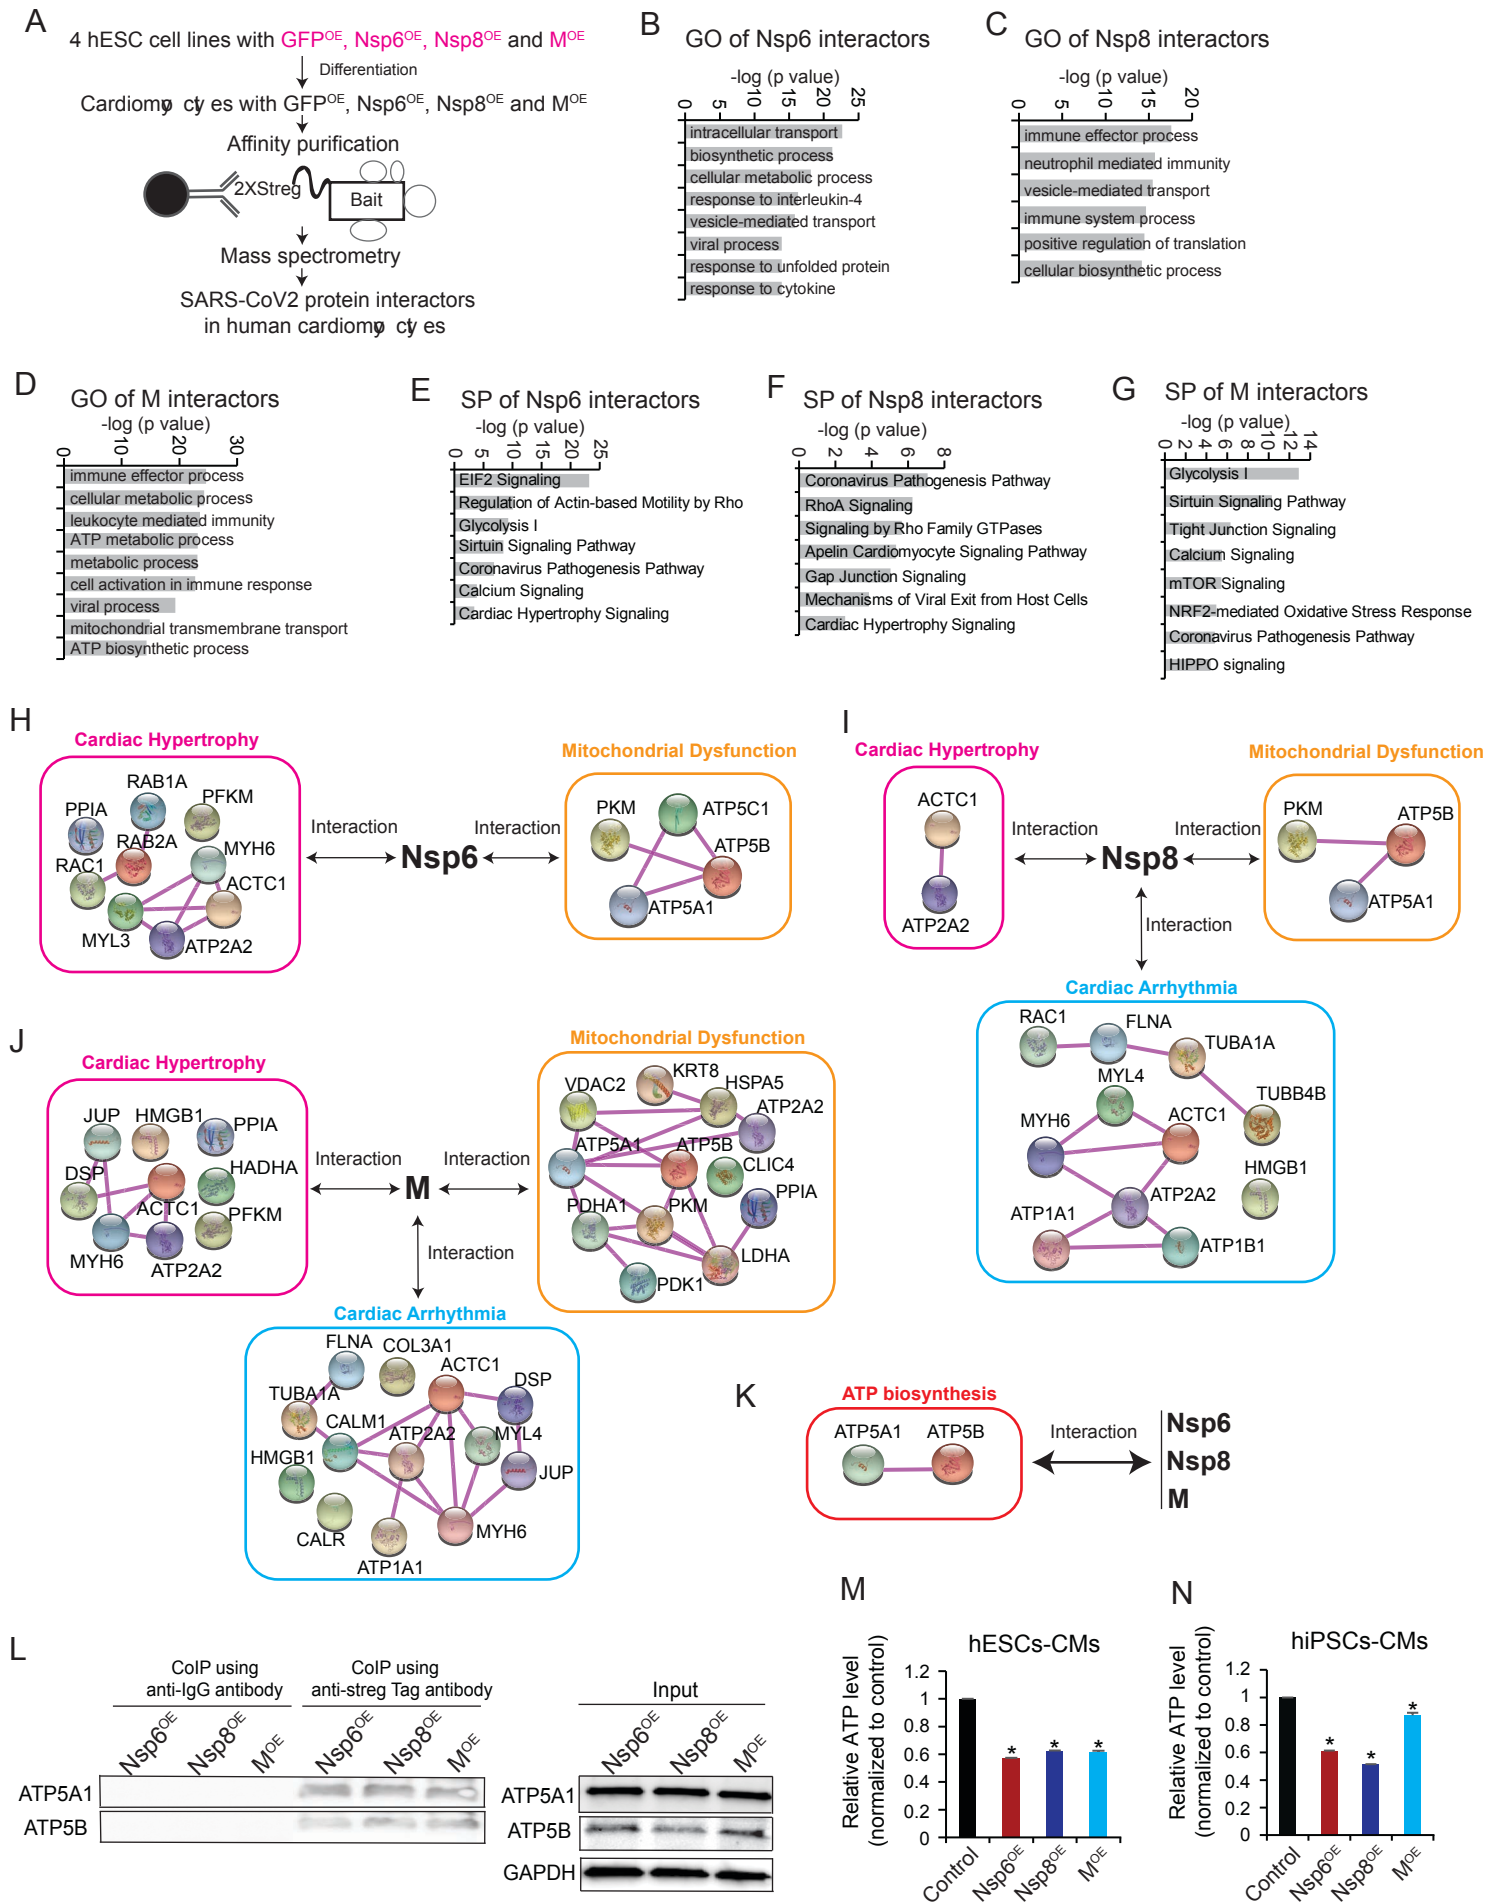 A
4 hESC cell lines with GFPOE, Nsp6OE, Nsp8OE and MOE
Differentiation
Cardiomyo cty es with GFPOE, Nsp6OE, Nsp8OE and MOE
Affinity purification
2XStreg
Bait
Mass spectrometry
SARS-CoV2 protein interactors
in human cardiomyo cty es
B
GO of Nsp6 interactors
-log (p value)
0 5 10 15 20 25
intracellular transport
biosynthetic process
cellular metabolic process
response to interleukin-4
vesicle-mediated transport
viral process
response to unfolded protein
response to cytokine
C
GO of Nsp8 interactors
-log (p value)
0 5 10 15 20
immune effector process
neutrophil mediated immunity
vesicle-mediated transport
immune system process
positive regulation of translation
cellular biosynthetic process
D
GO of M interactors
-log (p value)
0 10 20 30
immune effector process
cellular metabolic process
leukocyte mediated immunity
ATP metabolic process
metabolic process
cell activation in immune response
viral process
mitochondrial transmembrane transport
ATP biosynthetic process
E
SP of Nsp6 interactors
-log (p value)
0 5 10 15 20 25
EIF2 Signaling
Regulation of Actin-based Motility by Rho
Glycolysis I
Sirtuin Signaling Pathway
Coronavirus Pathogenesis Pathway
Calcium Signaling
Cardiac Hypertrophy Signaling
F
SP of Nsp8 interactors
-log (p value)
0 2 4 6 8
Coronavirus Pathogenesis Pathway
RhoA Signaling
Signaling by Rho Family GTPases
Apelin Cardiomyocyte Signaling Pathway
Gap Junction Signaling
Mechanisms of Viral Exit from Host Cells
Cardiac Hypertrophy Signaling
G
SP of M interactors
-log (p value)
0 2 4 6 8 10 12 14
Glycolysis I
Sirtuin Signaling Pathway
Tight Junction Signaling
Calcium Signaling
mTOR Signaling
NRF2-mediated Oxidative Stress Response
Coronavirus Pathogenesis Pathway
HIPPO signaling
H
Cardiac Hypertrophy
RAB1A
PPIA
PFKM
RAB2A
MYH6
RAC1
ACTC1
MYL3
ATP2A2
Interaction
Nsp6
Interaction
Mitochondrial Dysfunction
PKM
ATP5C1
ATP5B
ATP5A1
I
Cardiac Hypertrophy
ACTC1
ATP2A2
Interaction
Nsp8
Interaction
Mitochondrial Dysfunction
PKM
ATP5B
ATP5A1
Interaction
Cardiac Arrhythmia
RAC1
FLNA
TUBA1A
MYL4
TUBB4B
MYH6
ACTC1
HMGB1
ATP2A2
ATP1A1
ATP1B1
J
Cardiac Hypertrophy
JUP
HMGB1
PPIA
DSP
HADHA
ACTC1
PFKM
MYH6
ATP2A2
Interaction
M
Interaction
Mitochondrial Dysfunction
KRT8
VDAC2
HSPA5
ATP2A2
ATP5A1
ATP5B
CLIC4
PPIA
PDHA1
PKM
LDHA
PDK1
Interaction
Cardiac Arrhythmia
FLNA
COL3A1
ACTC1
DSP
TUBA1A
CALM1
ATP2A2
MYL4
HMGB1
JUP
CALR
MYH6
ATP1A1
K
ATP biosynthesis
ATP5A1
ATP5B
Interaction
Nsp6
Nsp8
M
L
CoIP using
anti-IgG antibody
CoIP using
anti-streg Tag antibody
Input
Nsp6OE
Nsp8OE
MOE
Nsp6OE
Nsp8OE
MOE
Nsp6OE
Nsp8OE
MOE
ATP5A1
ATP5B
ATP5A1
ATP5B
GAPDH
M
hESCs-CMs
Relative ATP level
(normalized to control)
1.2
1
0.8
0.6
0.4
0.2
0
* * *
Control
Nsp6OE
Nsp8OE
MOE
N
hiPSCs-CMs
Relative ATP level
(normalized to control)
1.2
1
0.8
0.6
0.4
0.2
0
* * *
Control
Nsp6OE
Nsp8OE
MOE